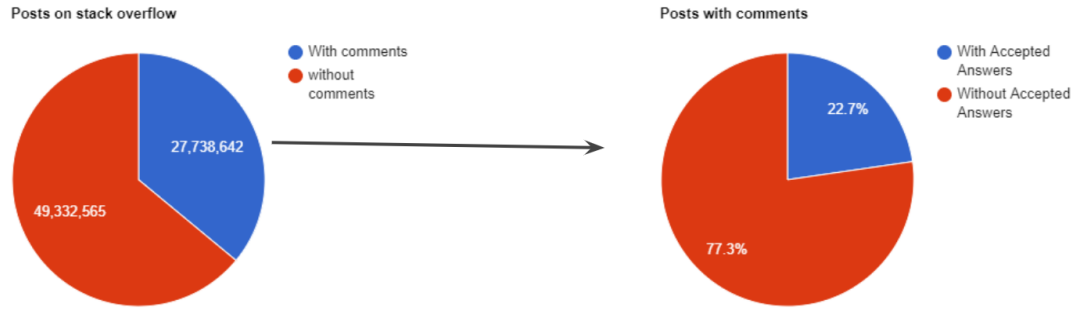 Posts on stack overflow
With comments
without
comments
27,738,642
49,332,565
Posts with comments
With Accepted
Answers
Without Accepted
Answers
22.7%
77.3%